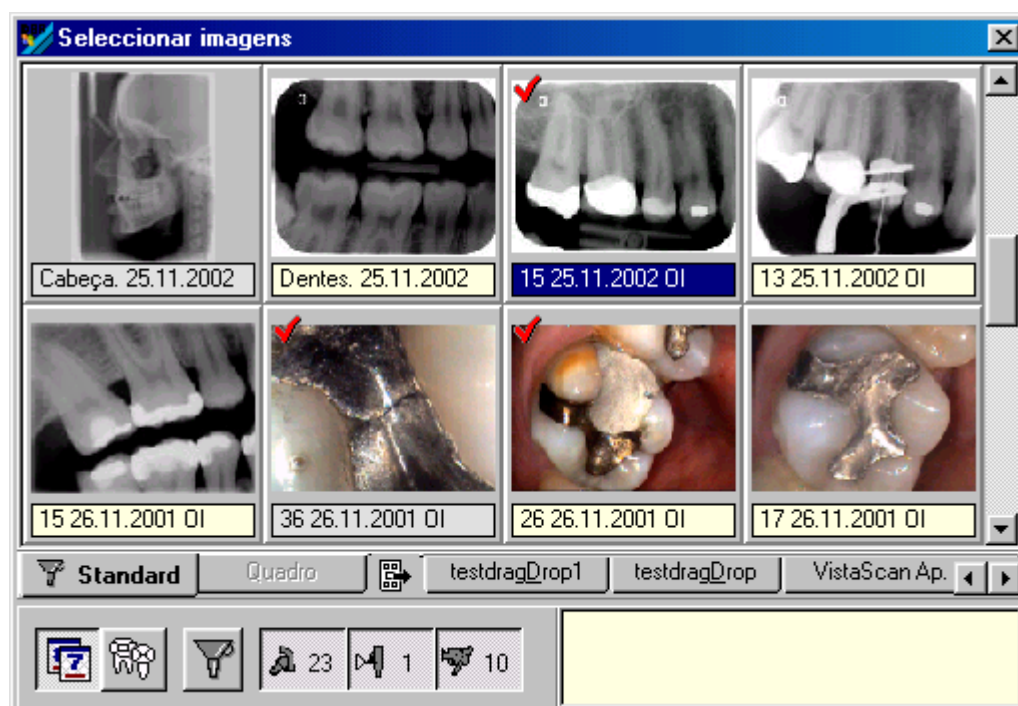 Seleccionar imagens
Cabeça. 25.11.2002
Dentes. 25.11.2002
15 25.11.2002 OI
13 25.11.2002 OI
15 26.11.2001 OI
36 26.11.2001 OI
26 26.11.2001 OI
17 26.11.2001 OI
Standard
Quadro
testdragDrop1
testdragDrop
VistaScan Ap.
7
23
1
10